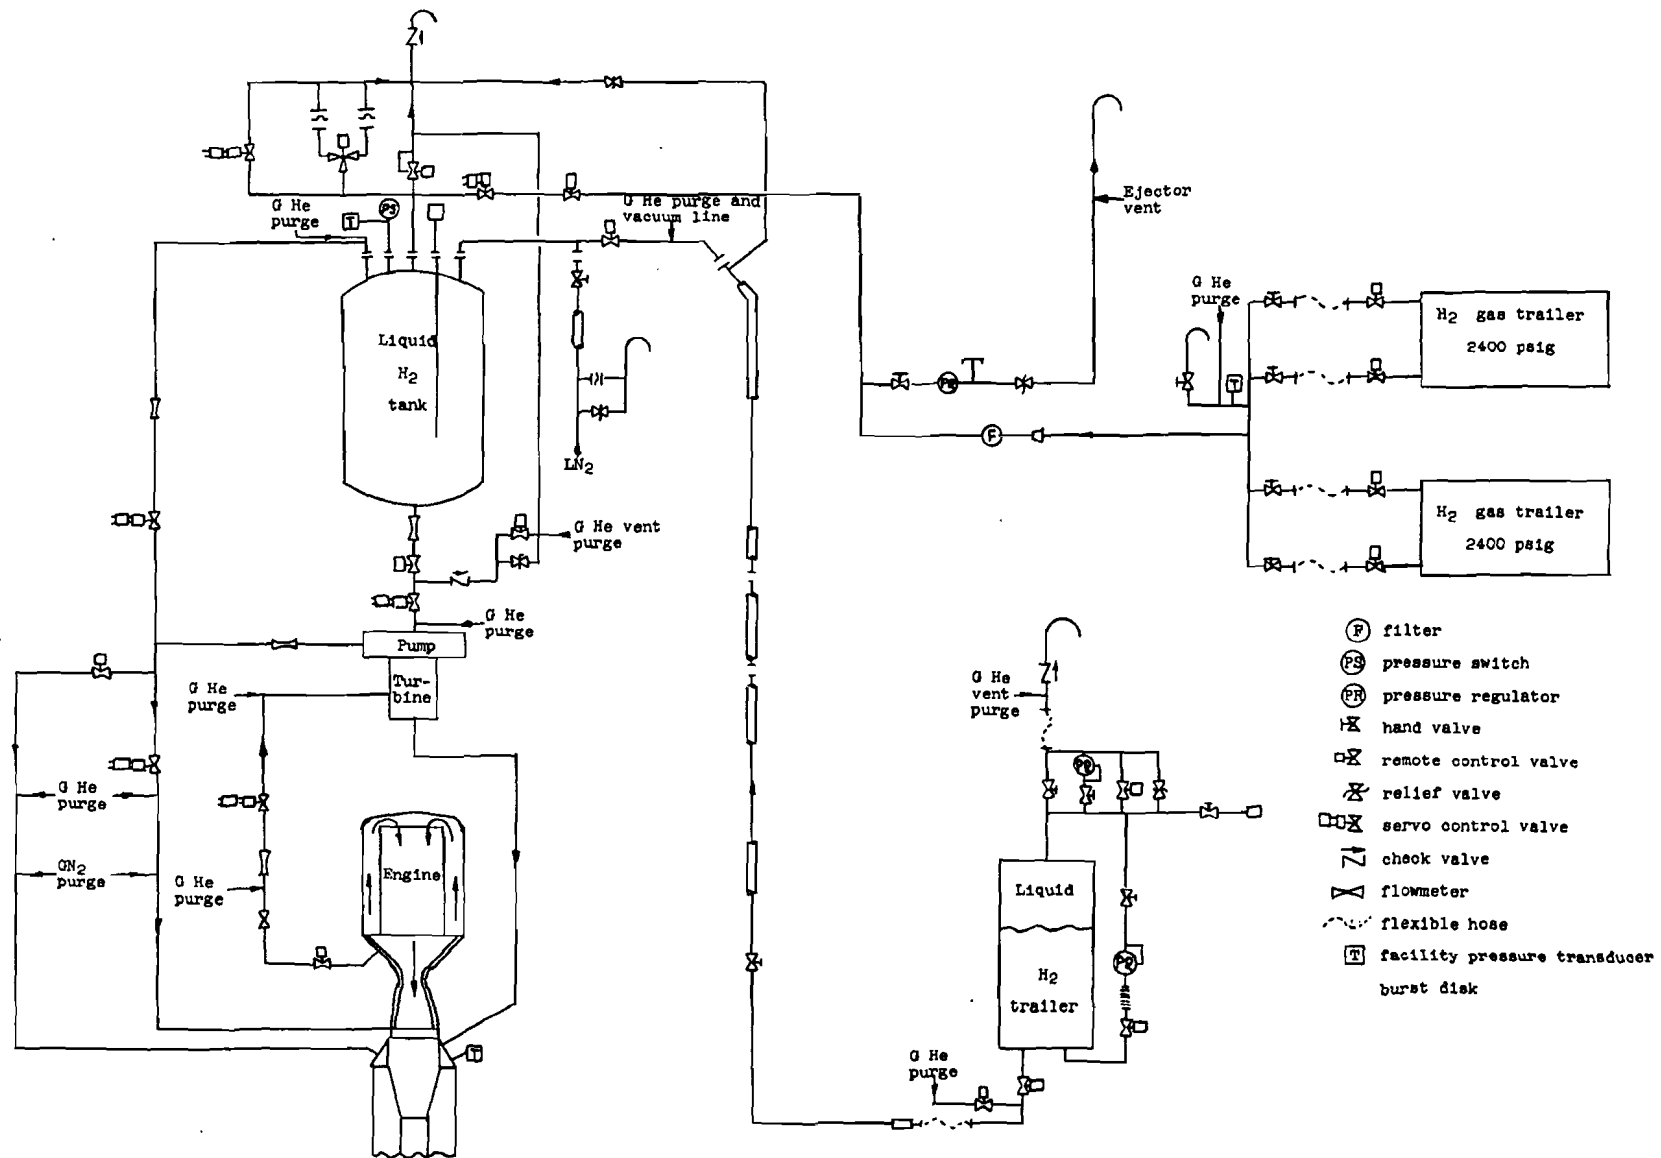 G He
purge
PS
T
G He purge and
vacuum line
Ejector
vent
G He
purge
H2 gas trailer
2400 psig
Liquid
H2
tank
PR
T
F
LN2
H2 gas trailer
2400 psig
G He vent
purge
G He
purge
Pump
Tur-
bine
G He
purge
G He
purge
GN2
purge
G He
purge
Engine
T
G He
vent
purge
PR
Liquid
H2
trailer
PR
G He
purge
F filter
PS pressure switch
PR pressure regulator
hand valve
remote control valve
relief valve
servo control valve
check valve
flowmeter
flexible hose
T facility pressure transducer
burst disk